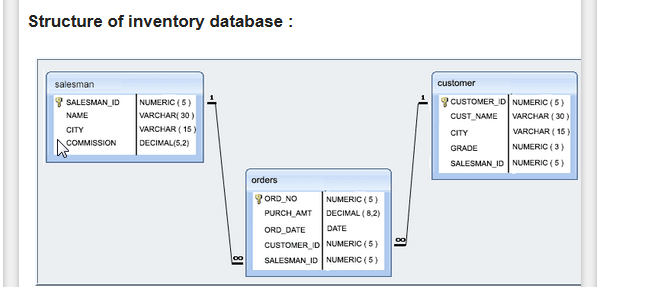 Structure of inventory database :
salesman
SALESMAN_ID NUMERIC ( 5 )
NAME VARCHAR( 30 )
CITY VARCHAR ( 15 )
COMMISSION DECIMAL(5,2)
1
1
customer
CUSTOMER_ID NUMERIC ( 5 )
CUST_NAME VARCHAR ( 30 )
CITY VARCHAR ( 15 )
GRADE NUMERIC ( 3 )
SALESMAN_ID NUMERIC ( 5 )
orders
ORD_NO NUMERIC ( 5 )
PURCH_AMT DECIMAL ( 8,2)
ORD_DATE DATE
CUSTOMER_ID NUMERIC ( 5 )
SALESMAN_ID NUMERIC ( 5 )
∞
∞